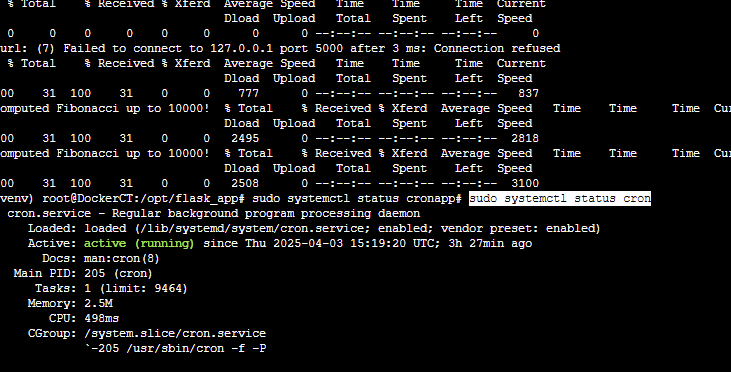 % Total % Received % Xferd Average Speed Time Time Time Current
Dload Upload Total Spent Left Speed
0 0 0 0 0 0 0 0 --:--:-- --:--:-- --:--:-- 0
url: (7) Failed to connect to 127.0.0.1 port 5000 after 3 ms: Connection refused
% Total % Received % Xferd Average Speed Time Time Time Current
Dload Upload Total Spent Left Speed
00 31 100 31 0 0 777 0 --:--:-- --:--:-- --:--:-- 837
omputed Fibonacci up to 10000! % Total % Received % Xferd Average Speed Time Time Time Cur
Dload Upload Total Spent Left Speed
00 31 100 31 0 0 2495 0 --:--:-- --:--:-- --:--:-- 2818
omputed Fibonacci up to 10000! % Total % Received % Xferd Average Speed Time Time Time Cur
Dload Upload Total Spent Left Speed
00 31 100 31 0 0 2508 0 --:--:-- --:--:-- --:--:-- 3100
venv) root@DockerCT:/opt/flask_app# sudo systemctl status cronapp# sudo systemctl status cron
cron.service - Regular background program processing daemon
Loaded: loaded (/lib/systemd/system/cron.service; enabled; vendor preset: enabled)
Active: active (running) since Thu 2025-04-03 15:19:20 UTC; 3h 27min ago
Docs: man:cron(8)
Main PID: 205 (cron)
Tasks: 1 (limit: 9464)
Memory: 2.5M
CPU: 498ms
CGroup: /system.slice/cron.service
`-205 /usr/sbin/cron -f -P